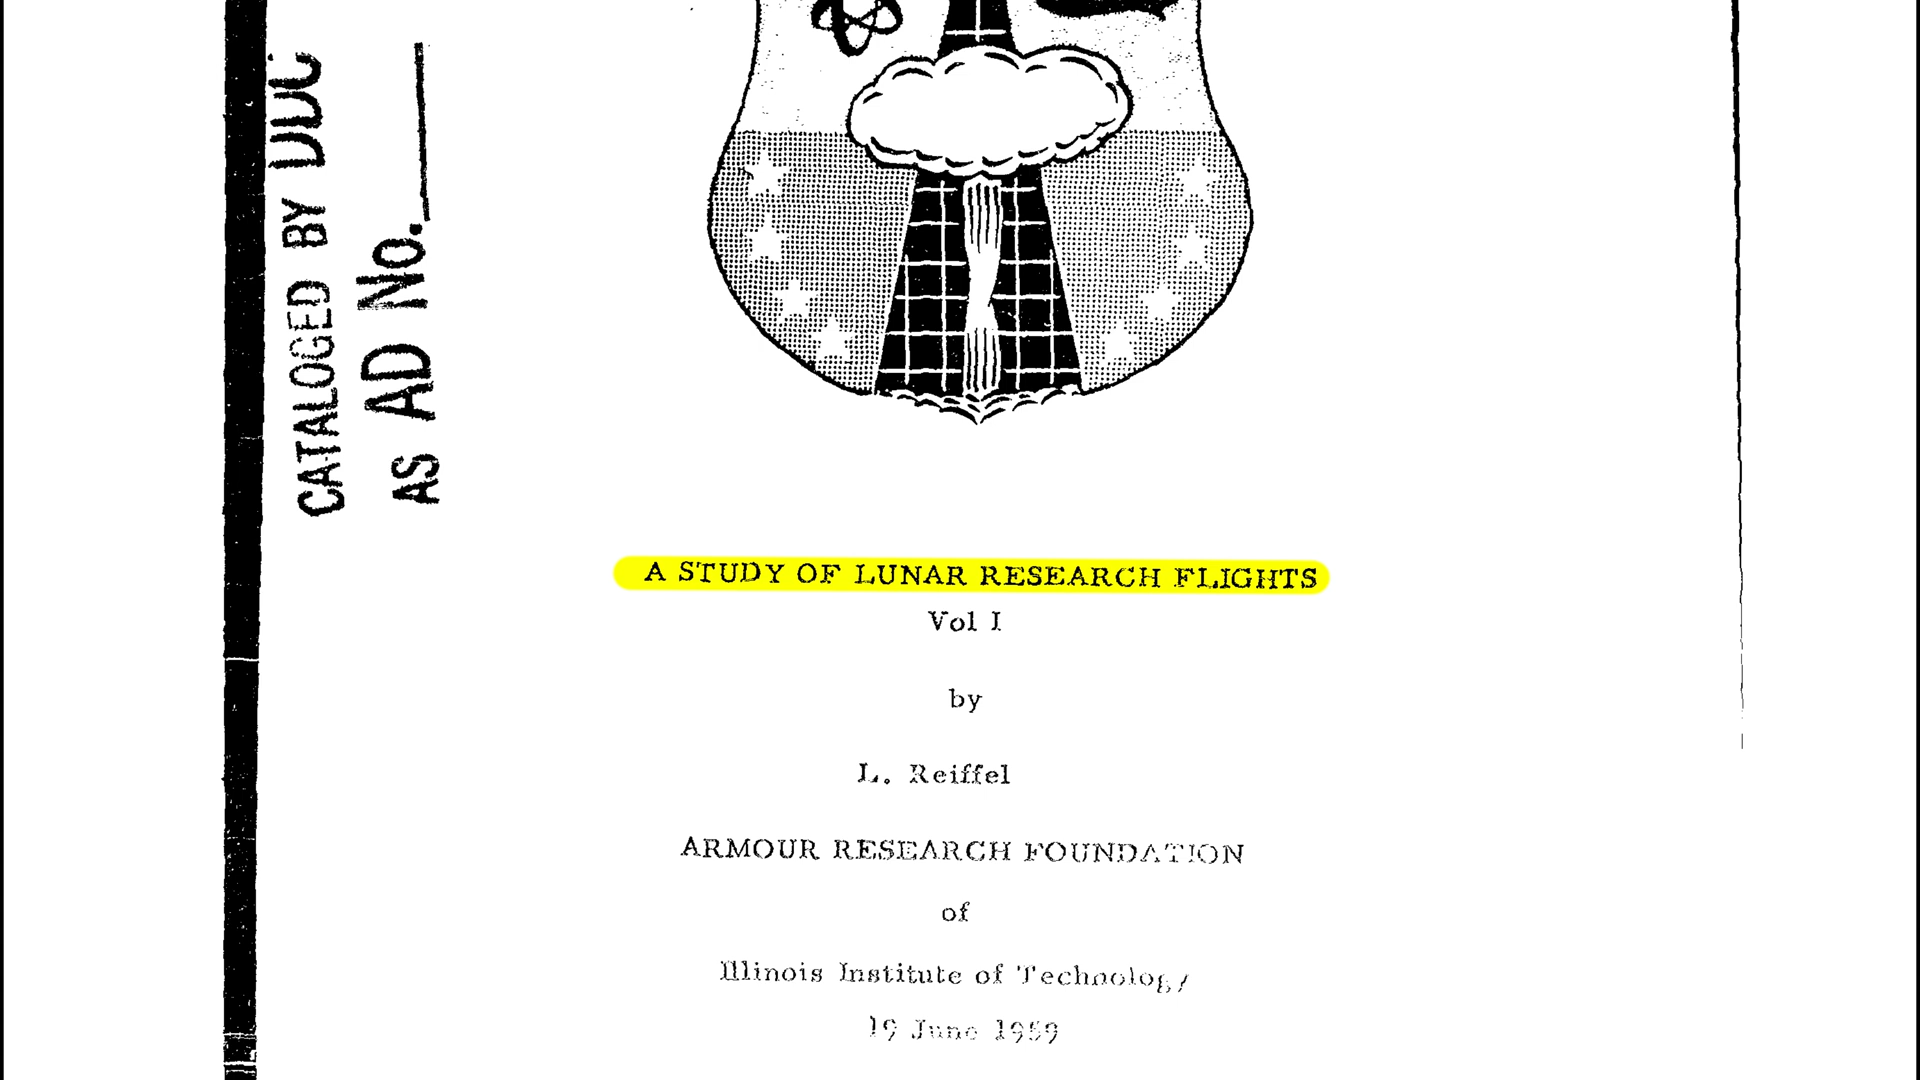 CATALOGED BY DDC
AS AD No.
A STUDY OF LUNAR RESEARCH FLIGHTS
Vol I
by
L. Reiffel
ARMOUR RESEARCH FOUNDATION
of
Illinois Institute of Technology
19 June 1959